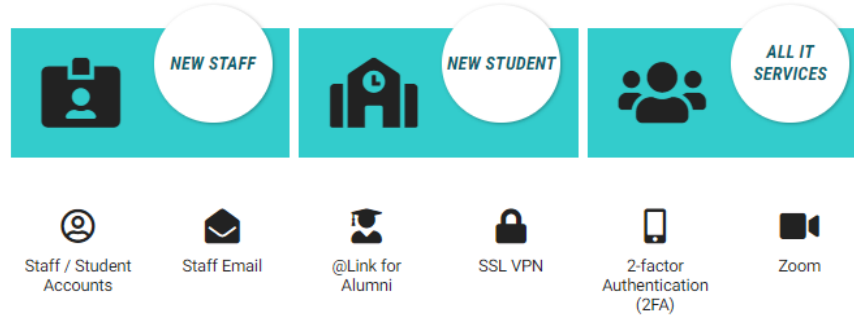 NEW STAFF
NEW STUDENT
ALL IT
SERVICES
Staff / Student
Accounts
Staff Email
@Link for
Alumni
SSL VPN
2-factor
Authentication
(2FA)
Zoom